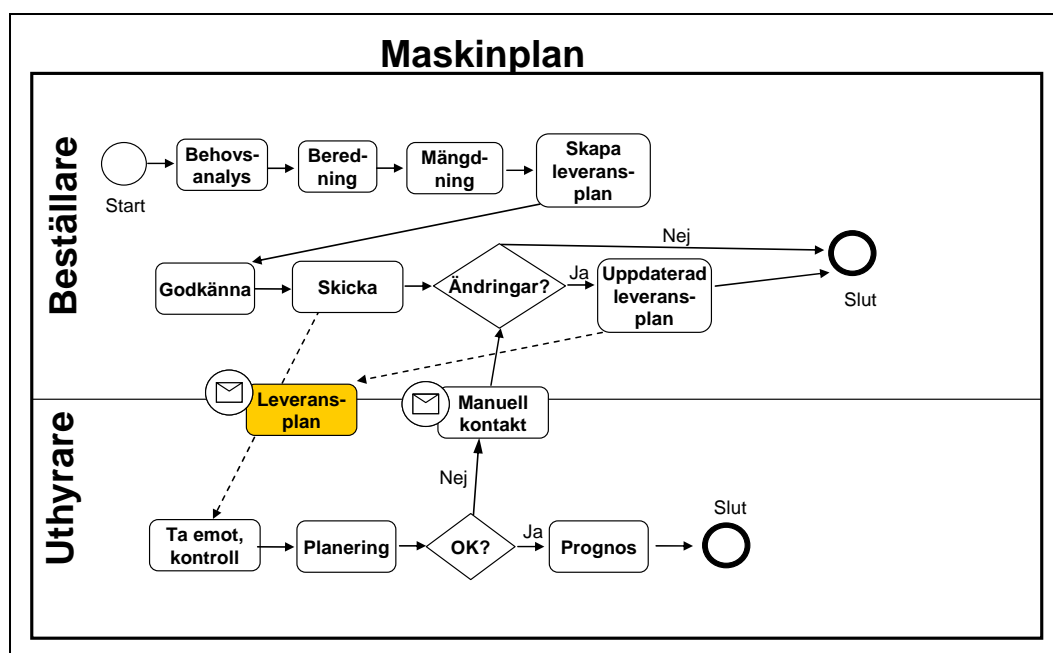 Maskinplan
Beställare
Behovs-
analys
Bered-
ning
Mängd-
ning
Skapa
leverans-
plan
Start
Godkänna
Skicka
Ändringar?
Nej
Ja
Uppdaterad
leverans-
plan
Slut
Leverans-
plan
Manuell
kontakt
Uthyrare
Nej
Ta emot,
kontroll
Planering
OK?
Ja
Prognos
Slut